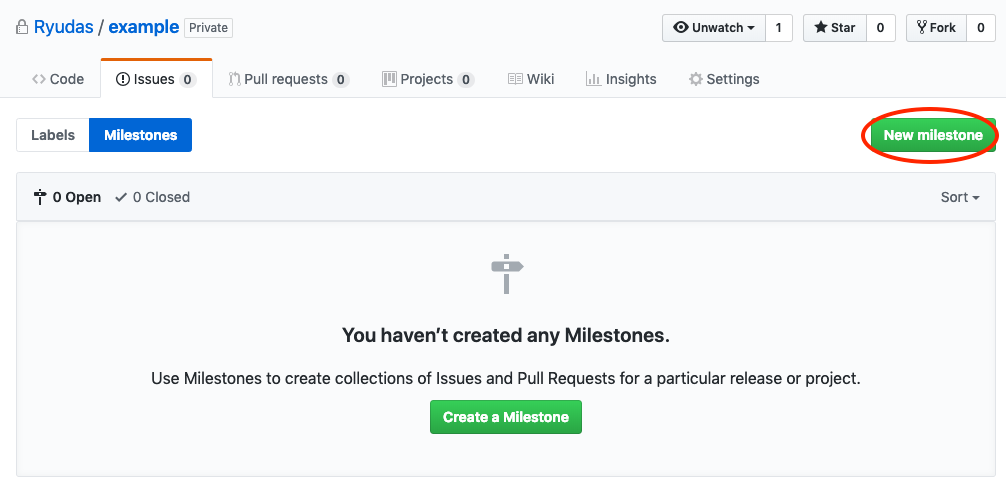 Ryudas / example Private Unwatch 1 Star 0 Fork 0
Code Issues 0 Pull requests 0 Projects 0 Wiki Insights Settings
Labels Milestones New milestone
0 Open 0 Closed Sort
You haven’t created any Milestones.
Use Milestones to create collections of Issues and Pull Requests for a particular release or project.
Create a Milestone